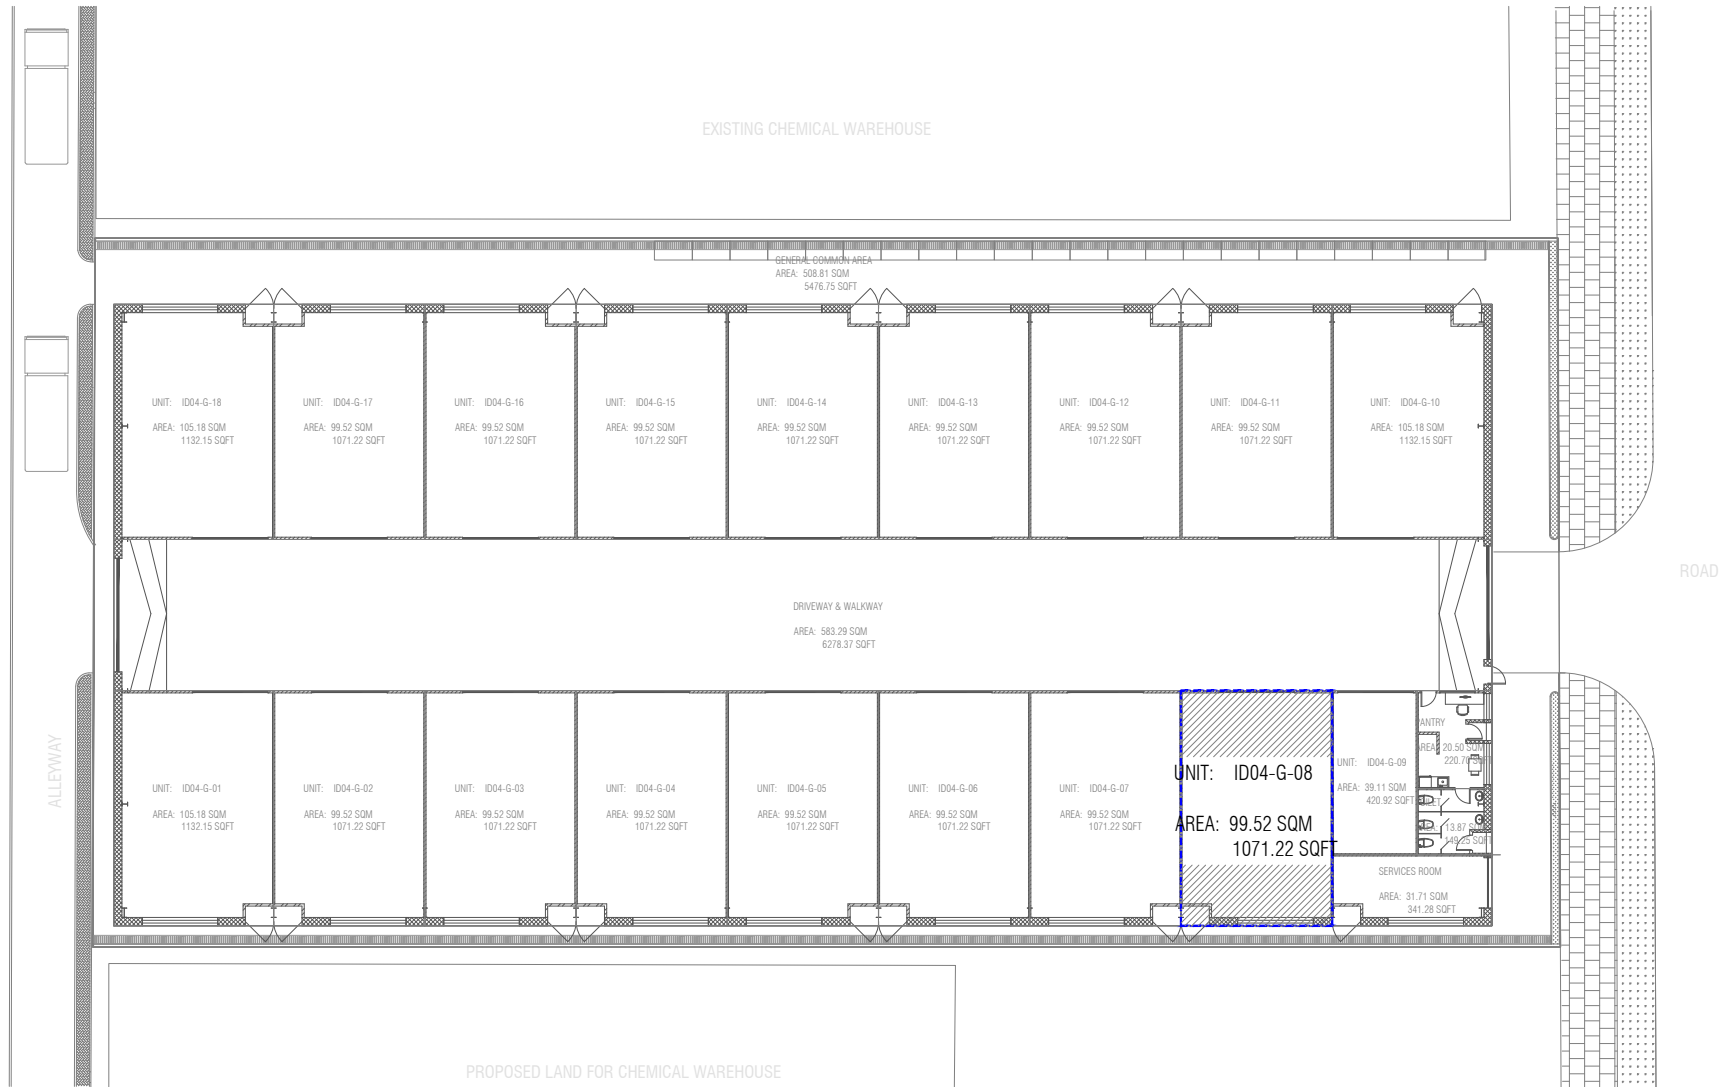 EXISTING CHEMICAL WAREHOUSE
GENERAL COMMON AREA
AREA: 508.81 SQM
5476.75 SQFT
UNIT: ID04-G-18
AREA: 105.18 SQM
1132.15 SQFT
UNIT: ID04-G-17
AREA: 99.52 SQM
1071.22 SQFT
UNIT: ID04-G-16
AREA: 99.52 SQM
1071.22 SQFT
UNIT: ID04-G-15
AREA: 99.52 SQM
1071.22 SQFT
UNIT: ID04-G-14
AREA: 99.52 SQM
1071.22 SQFT
UNIT: ID04-G-13
AREA: 99.52 SQM
1071.22 SQFT
UNIT: ID04-G-12
AREA: 99.52 SQM
1071.22 SQFT
UNIT: ID04-G-11
AREA: 99.52 SQM
1071.22 SQFT
UNIT: ID04-G-10
AREA: 105.18 SQM
1132.15 SQFT
ROAD
DRIVEWAY & WALKWAY
AREA: 583.29 SQM
6278.37 SQFT
ALLEYWAY
UNIT: ID04-G-01
AREA: 105.18 SQM
1132.15 SQFT
UNIT: ID04-G-02
AREA: 99.52 SQM
1071.22 SQFT
UNIT: ID04-G-03
AREA: 99.52 SQM
1071.22 SQFT
UNIT: ID04-G-04
AREA: 99.52 SQM
1071.22 SQFT
UNIT: ID04-G-05
AREA: 99.52 SQM
1071.22 SQFT
UNIT: ID04-G-06
AREA: 99.52 SQM
1071.22 SQFT
UNIT: ID04-G-07
AREA: 99.52 SQM
1071.22 SQFT
UNIT: ID04-G-08
AREA: 99.52 SQM
1071.22 SQFT
UNIT: ID04-G-09
AREA: 39.11 SQM
420.92 SQFT
PANTRY
AREA: 20.50 SQM
220.70 SQFT
AREA: 13.87 SQM
149.25 SQFT
SERVICES ROOM
AREA: 31.71 SQM
341.28 SQFT
PROPOSED LAND FOR CHEMICAL WAREHOUSE